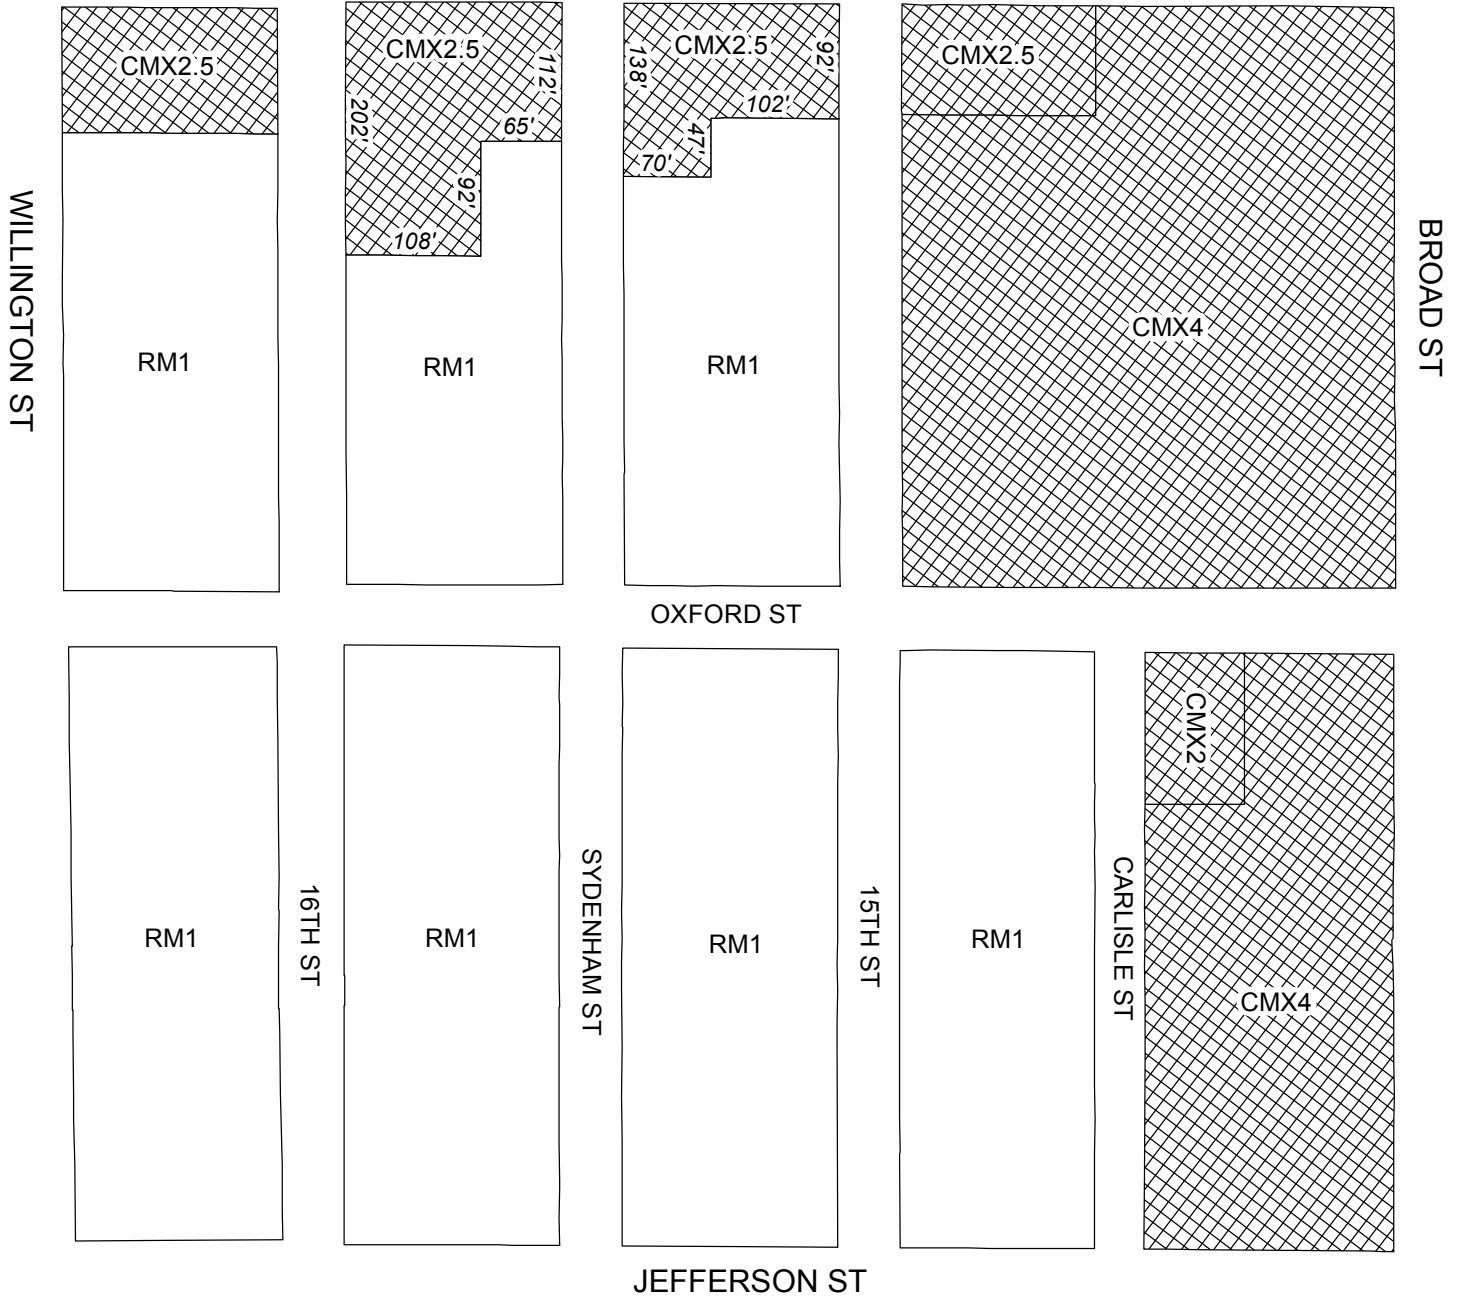 CMX2.5
CMX2.5
CMX2.5
CMX2.5
138'
92'
112'
202'
102'
65'
47'
70'
92'
108'
WILLINGTON ST
BROAD ST
CMX4
RM1
RM1
RM1
OXFORD ST
CMX2
16TH ST
SYDENHAM ST
15TH ST
CARLISLE ST
RM1
RM1
RM1
RM1
CMX4
JEFFERSON ST